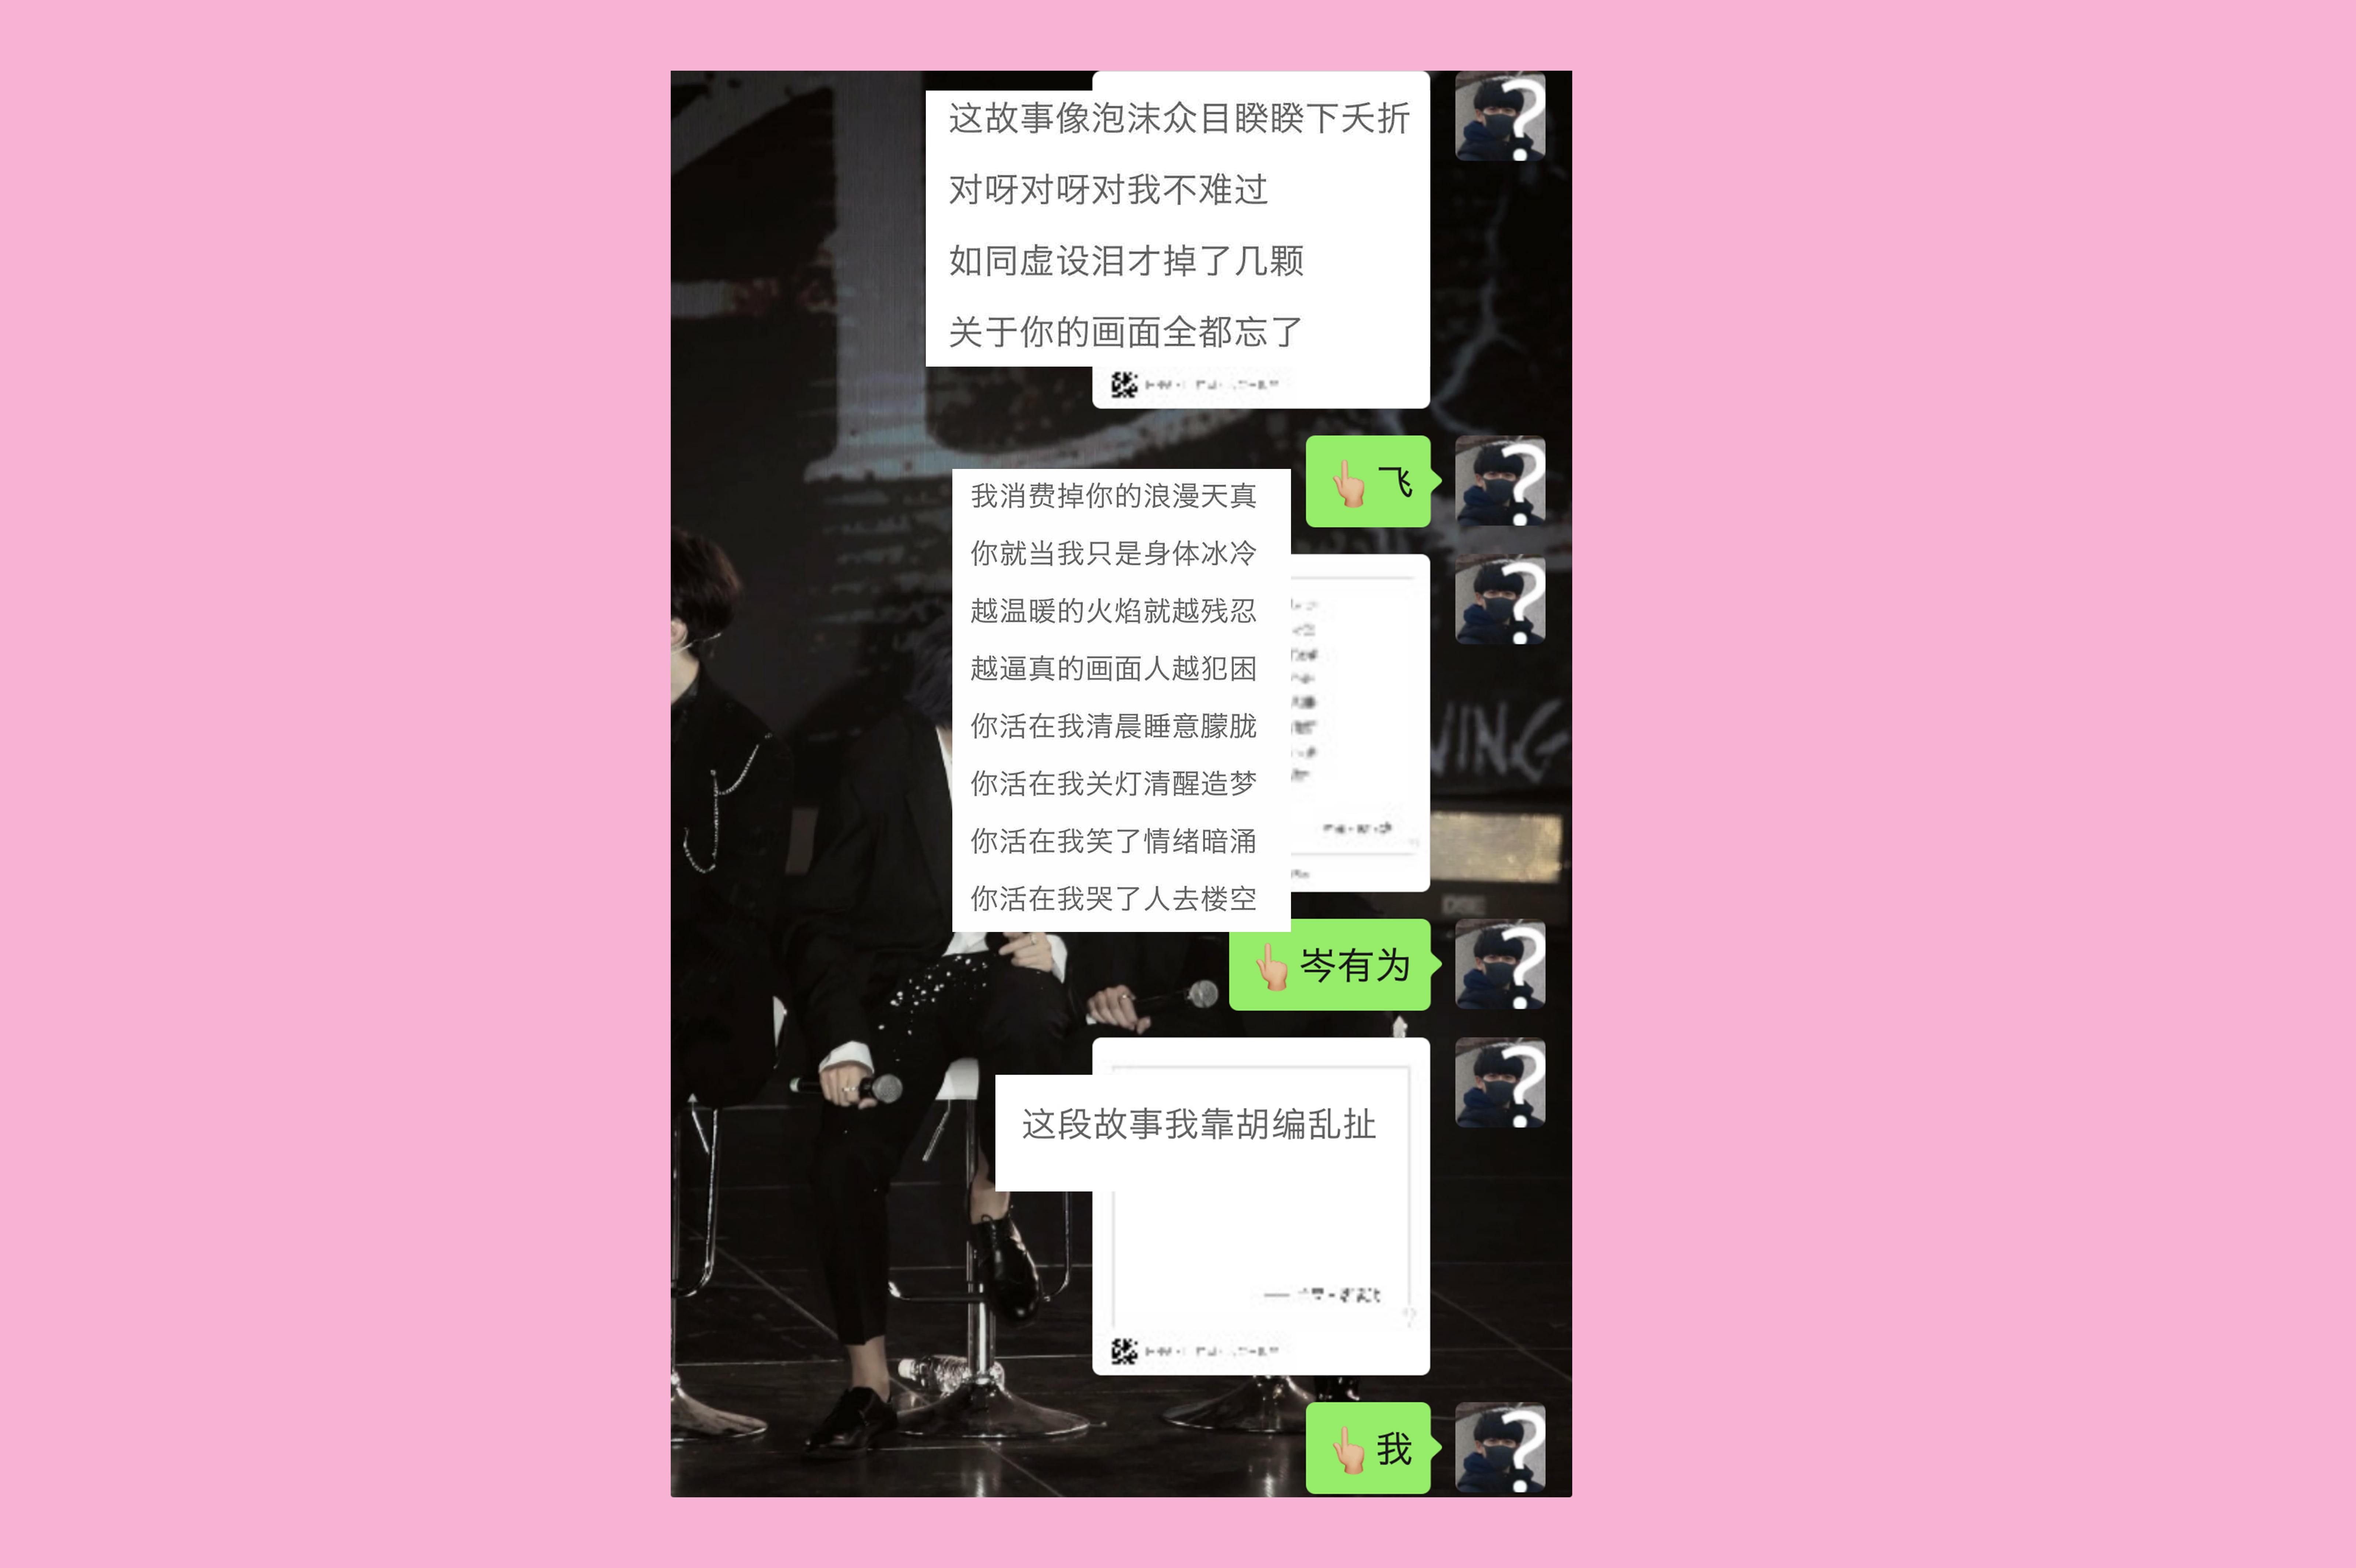 这故事像泡沫众目睽睽下夭折
对呀对呀对我不难过
如同虚设泪才掉了几颗
关于你的画面全都忘了
👆🏻 飞
我消费掉你的浪漫天真
你就当我只是身体冰冷
越温暖的火焰就越残忍
越逼真的画面人越犯困
你活在我清晨睡意朦胧
你活在我关灯清醒造梦
你活在我笑了情绪暗涌
你活在我哭了人去楼空
👆🏻岑有为
这段故事我靠胡编乱扯
👆🏻 我